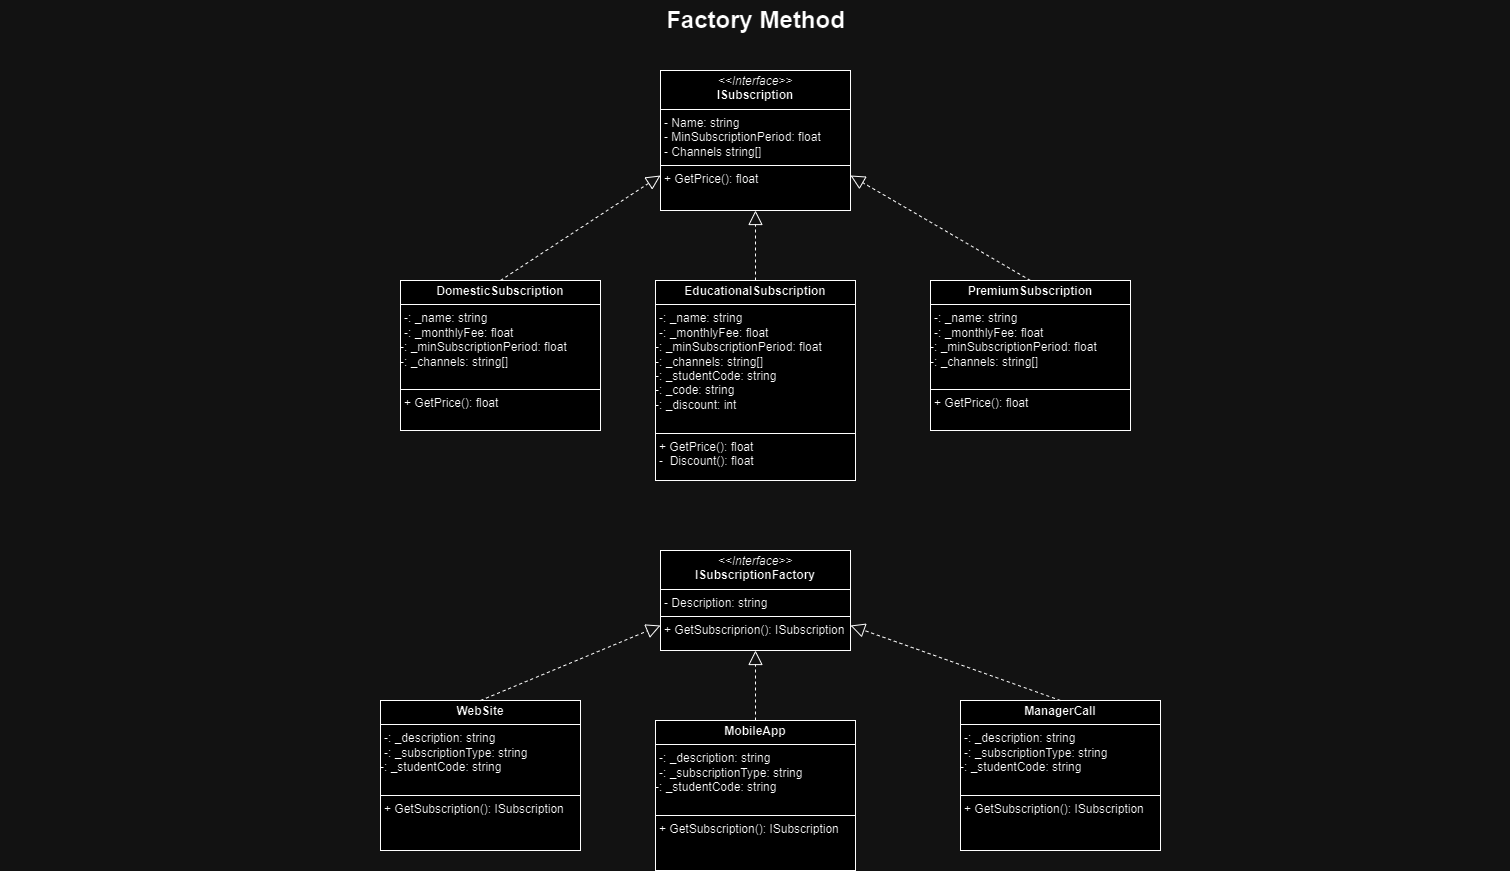 Factory Method
<<Interface>>
ISubscription
- Name: string
- MinSubscriptionPeriod: float
- Channels string[]
+ GetPrice(): float
DomesticSubscription
-: _name: string
-: _monthlyFee: float
-: _minSubscriptionPeriod: float
-: _channels: string[]
+ GetPrice(): float
EducationalSubscription
-: _name: string
-: _monthlyFee: float
-: _minSubscriptionPeriod: float
-: _channels: string[]
-: _studentCode: string
-: _code: string
-: _discount: int
+ GetPrice(): float
- Discount(): float
PremiumSubscription
-: _name: string
-: _monthlyFee: float
-: _minSubscriptionPeriod: float
-: _channels: string[]
+ GetPrice(): float
<<Interface>>
ISubscriptionFactory
- Description: string
+ GetSubscriprion(): ISubscription
WebSite
-: _description: string
-: _subscriptionType: string
-: _studentCode: string
+ GetSubscription(): ISubscription
MobileApp
-: _description: string
-: _subscriptionType: string
-: _studentCode: string
+ GetSubscription(): ISubscription
ManagerCall
-: _description: string
-: _subscriptionType: string
-: _studentCode: string
+ GetSubscription(): ISubscription